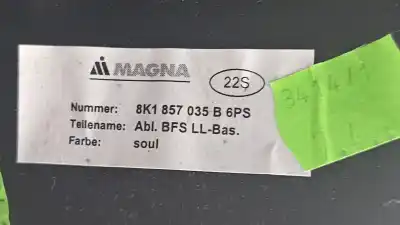 MAGNA
22S
Nummer: 8K1 857 035 B 6PS
Teilename: Abl. BFS LL-Bas.
Farbe: soul